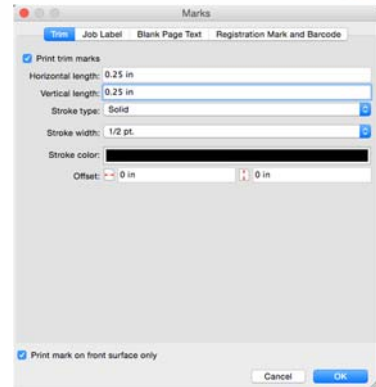 Marks
Trim Job Label Blank Page Text Registration Mark and Barcode
Print trim marks
Horizontal length: 0.25 in
Vertical length: 0.25 in
Stroke type: Solid
Stroke width: 1/2 pt.
Stroke color:
Offset: 0 in 0 in
Print mark on front surface only
Cancel OK